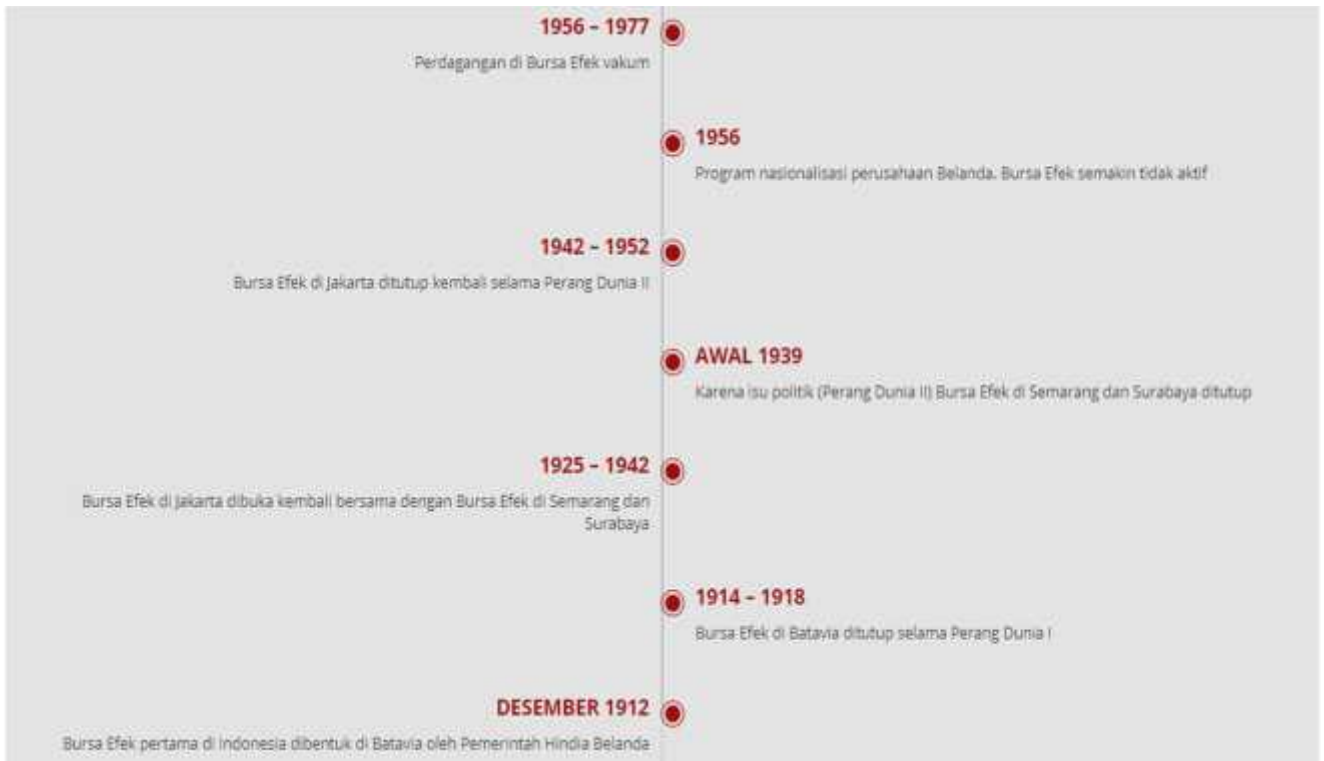 1956 – 1977
Perdagangan di Bursa Efek vakum
1956
Program nasionalisasi perusahaan Belanda. Bursa Efek semakin tidak aktif
1942 – 1952
Bursa Efek di Jakarta ditutup kembali selama Perang Dunia II
AWAL 1939
Karena isu politik (Perang Dunia II) Bursa Efek di Semarang dan Surabaya ditutup
1925 – 1942
Bursa Efek di Jakarta dibuka kembali bersama dengan Bursa Efek di Semarang dan
Surabaya
1914 – 1918
Bursa Efek di Batavia ditutup selama Perang Dunia I
DESEMBER 1912
Bursa Efek pertama di Indonesia dibentuk di Batavia oleh Pemerintah Hindia Belanda